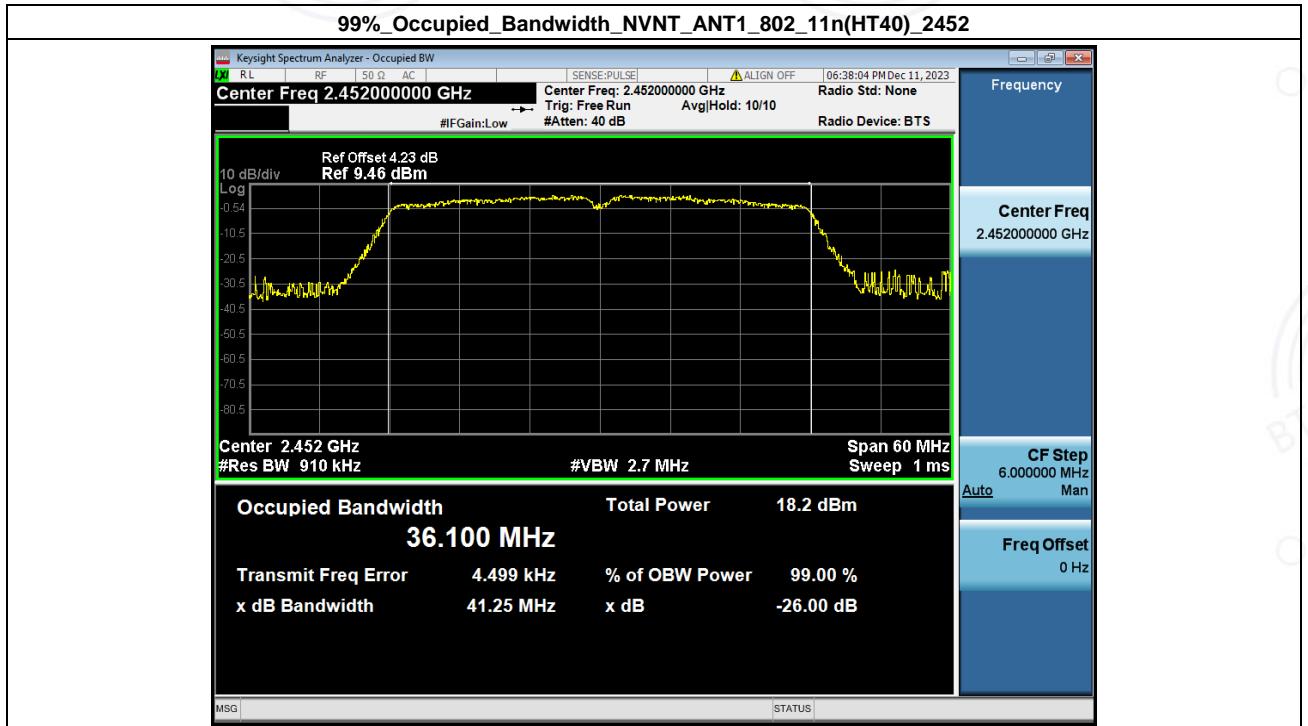 99%_Occupied_Bandwidth_NVNT_ANT1_802_11n(HT40)_2452
Keysight Spectrum Analyzer - Occupied BW
LXI RL RF 50 Ω AC SENSE:PULSE ALIGN OFF 06:38:04 PM Dec 11, 2023
Center Freq 2.452000000 GHz Center Freq: 2.452000000 GHz Radio Std: None
Trig: Free Run Avg|Hold: 10/10
#IFGain:Low #Atten: 40 dB Radio Device: BTS
Frequency
Ref Offset 4.23 dB
10 dB/div Ref 9.46 dBm
Log
-0.54
-10.5
-20.5
-30.5
-40.5
-50.5
-60.5
-70.5
-80.5
Center 2.452 GHz Span 60 MHz
#Res BW 910 kHz #VBW 2.7 MHz Sweep 1 ms
Center Freq
2.452000000 GHz
CF Step
6.000000 MHz
Auto Man
Freq Offset
0 Hz
Occupied Bandwidth Total Power 18.2 dBm
36.100 MHz
Transmit Freq Error 4.499 kHz % of OBW Power 99.00 %
x dB Bandwidth 41.25 MHz x dB -26.00 dB
MSG STATUS